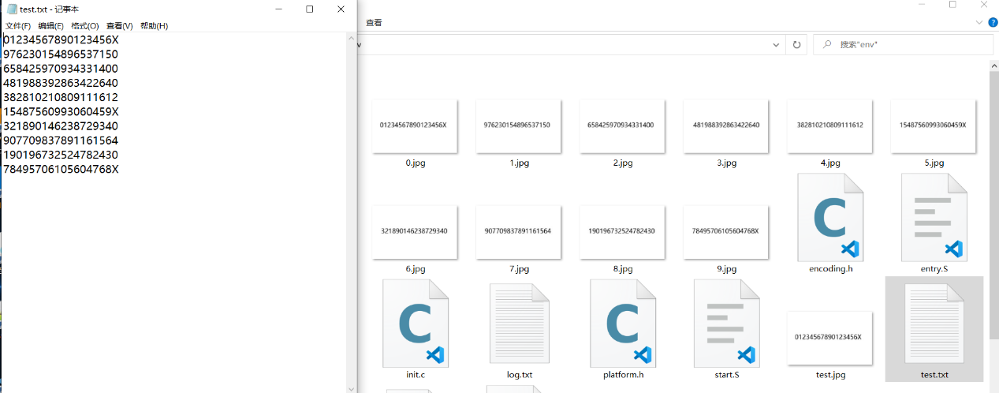 test.txt - 记事本
文件(F) 编辑(E) 格式(O) 查看(V) 帮助(H)
01234567890123456X
976230154896537150
658425970934331400
481988392863422640
382810210809111612
15487560993060459X
321890146238729340
907709837891161564
190196732524782430
78495706105604768X
查看
v
搜索"env"
01234567890123456X 976230154896537150 658425970934331400 481988392863422640 382810210809111612 15487560993060459X
0.jpg 1.jpg 2.jpg 3.jpg 4.jpg 5.jpg
321890146238729340 907709837891161564 190196732524782430 78495706105604768X C
6.jpg 7.jpg 8.jpg 9.jpg encoding.h entry.S
C C 01234567890123456X
init.c log.txt platform.h start.S test.jpg test.txt